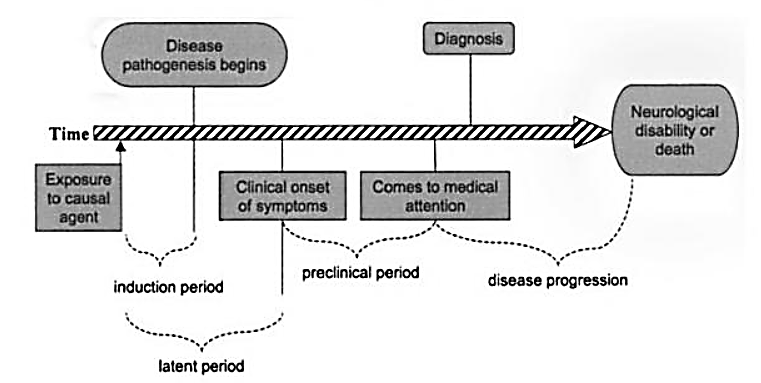 Disease
pathogenesis begins
Diagnosis
Time
Neurological
disability or
death
Exposure
to causal
agent
Clinical onset
of symptoms
Comes to medical
attention
induction period
preclinical period
disease progression
latent period